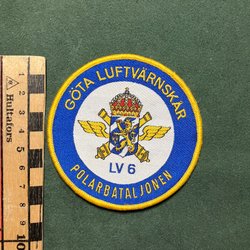 GÖTA LUFTVÄRNSKÅR
LV 6
POLARBATALJONEN
Hultafors